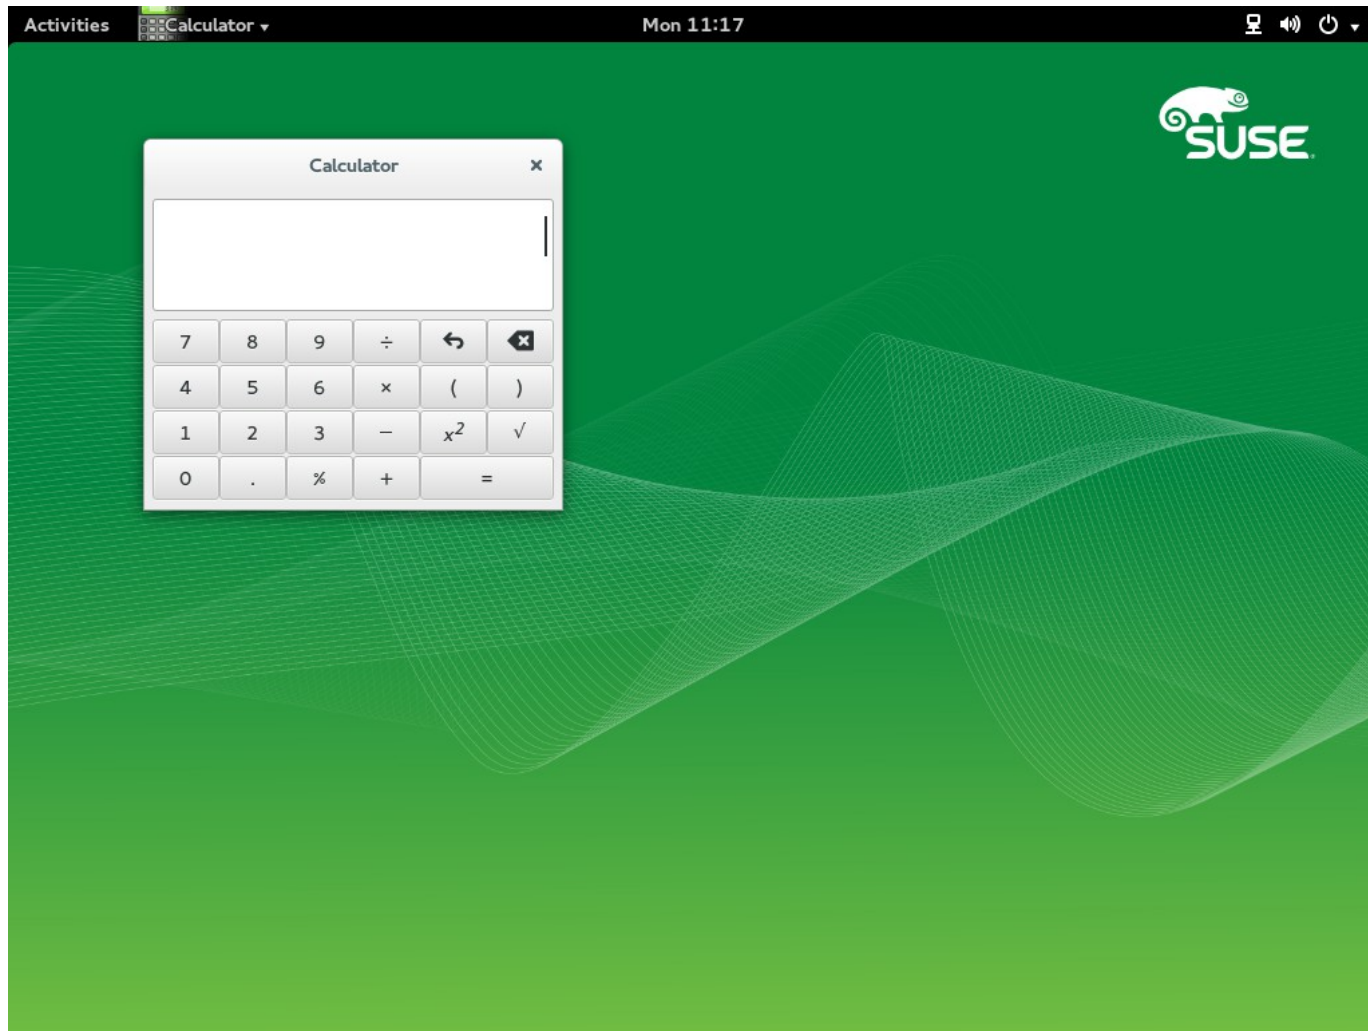 Activities Calculator Mon 11:17
SUSE
Calculator ×
7 8 9 ÷
4 5 6 × ( )
1 2 3 − x² √
0 . % + =